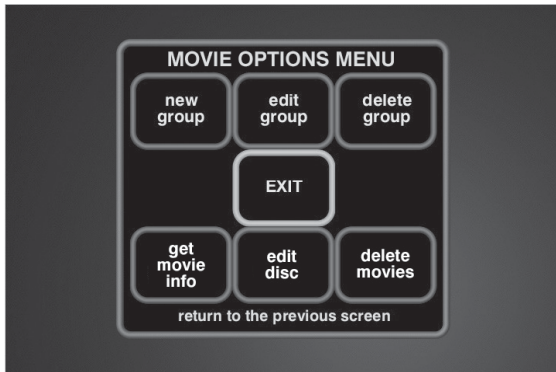 MOVIE OPTIONS MENU
new
group
edit
group
delete
group
EXIT
get
movie
info
edit
disc
delete
movies
return to the previous screen